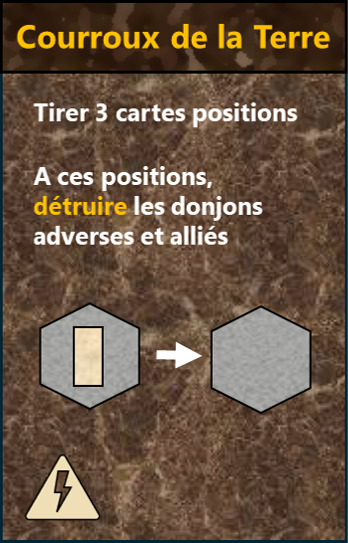 Courroux de la Terre
Tirer 3 cartes positions
A ces positions,
détruire les donjons
adverses et alliés